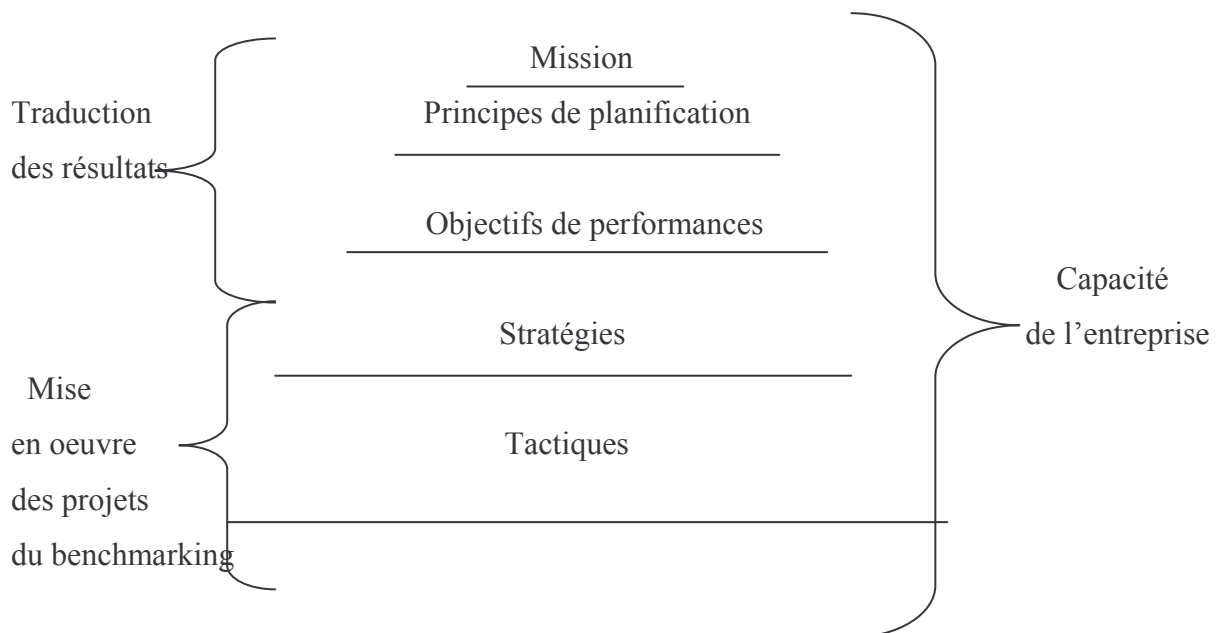 Mission
Principes de planification
Objectifs de performances
Stratégies
Tactiques
Traduction
des résultats
Mise
en oeuvre
des projets
du benchmarking
Capacité
de l’entreprise